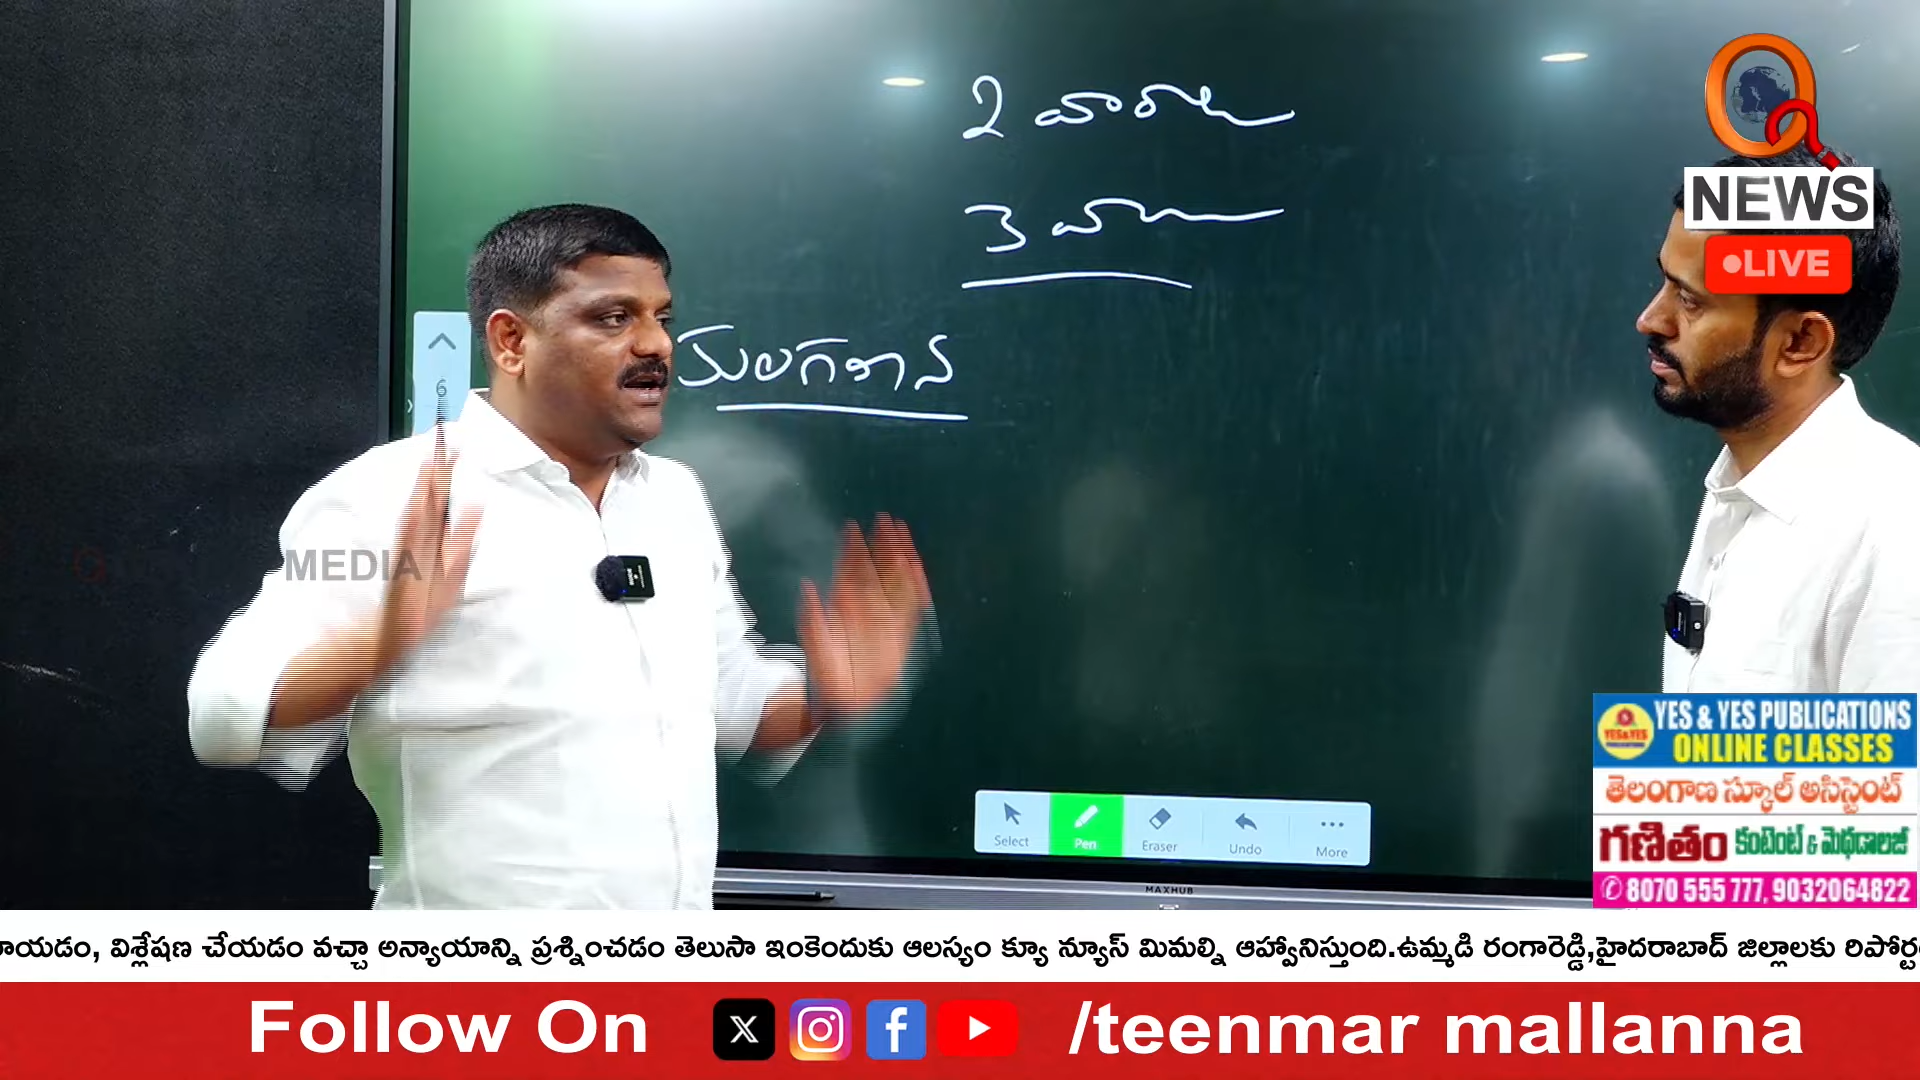 2 వారాలు
3 వా
కులగణన
6
NEWS
LIVE
MEDIA
Select
Pen
Eraser
Undo
More
MAXHUB
YES & YES PUBLICATIONS
ONLINE CLASSES
తెలంగాణ స్కూల్ అసిస్టెంట్
గణితం కంటెంట్ & మెథడాలజీ
8070 555 777, 9032064822
విశ్లేషణ చేయడం వచ్చా అన్యాయాన్ని ప్రశ్నించడం తెలుసా ఇంకెందుకు ఆలస్యం క్యూ న్యూస్ మిమల్ని ఆహ్వానిస్తుంది.ఉమ్మడి రంగారెడ్డి,హైదరాబాద్ జిల్లాలకు
Follow On /teenmar mallanna